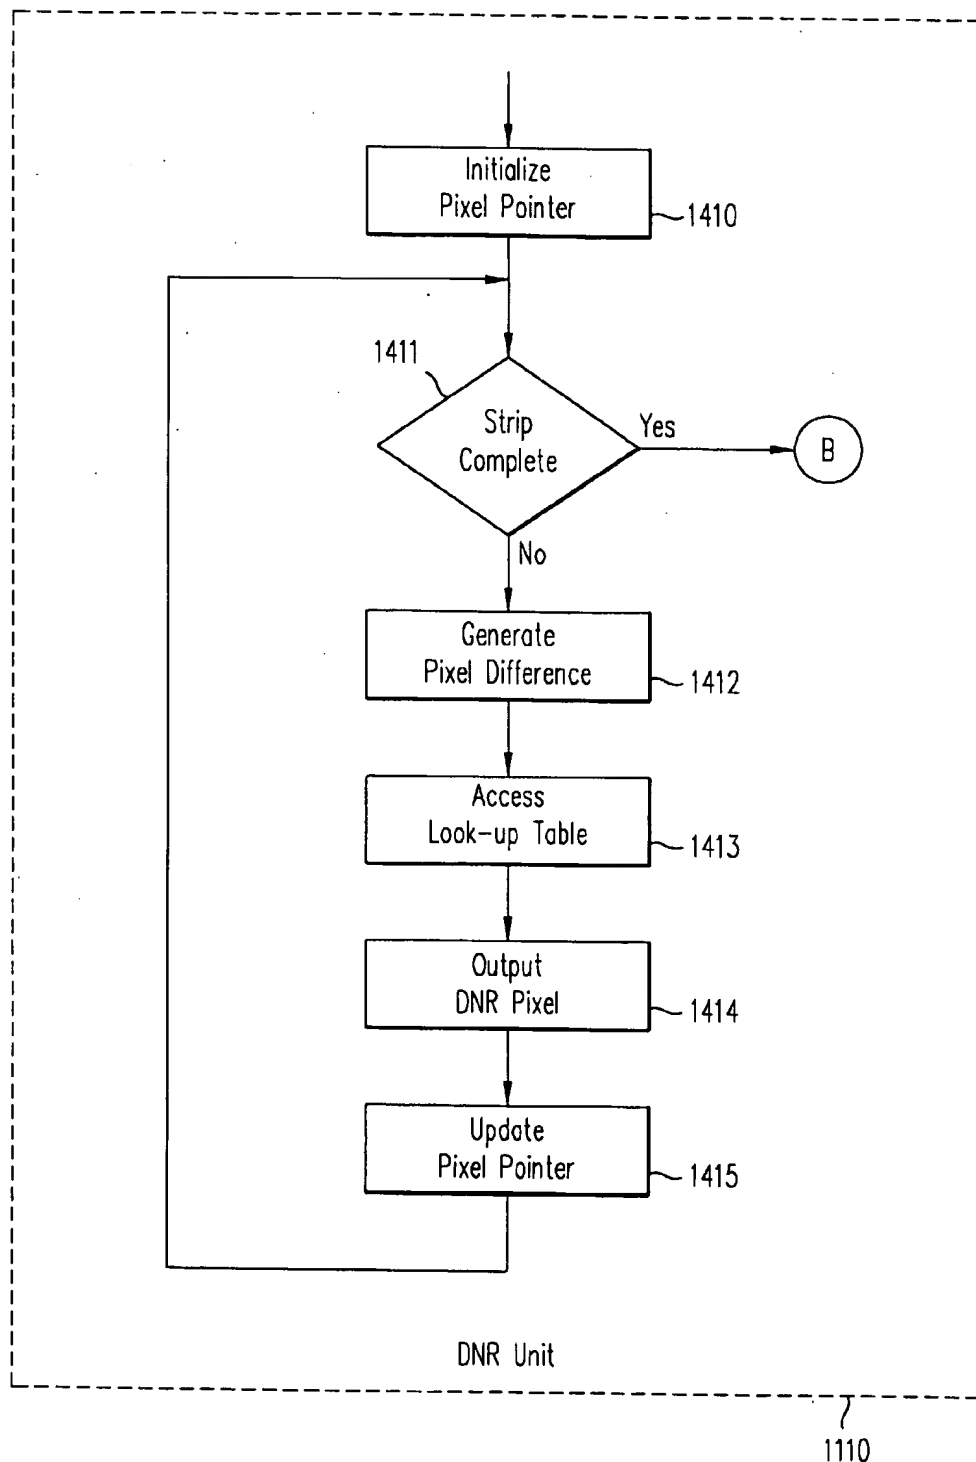 Initialize
Pixel Pointer
1410
1411
Strip
Complete
Yes
B
No
Generate
Pixel Difference
1412
Access
Look-up Table
1413
Output
DNR Pixel
1414
Update
Pixel Pointer
1415
DNR Unit
1110